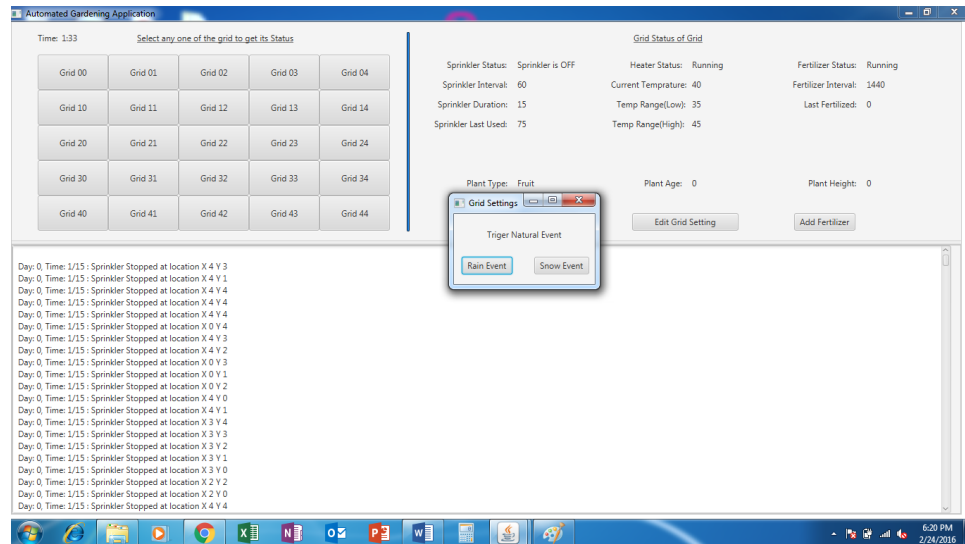 Automated Gardening Application
Time: 1:33 Select any one of the grid to get its Status
Grid 00 Grid 01 Grid 02 Grid 03 Grid 04
Grid 10 Grid 11 Grid 12 Grid 13 Grid 14
Grid 20 Grid 21 Grid 22 Grid 23 Grid 24
Grid 30 Grid 31 Grid 32 Grid 33 Grid 34
Grid 40 Grid 41 Grid 42 Grid 43 Grid 44
Grid Status of Grid
Sprinkler Status: Sprinkler is OFF Heater Status: Running Fertilizer Status: Running
Sprinkler Interval: 60 Current Temprature: 40 Fertilizer Interval: 1440
Sprinkler Duration: 15 Temp Range(Low): 35 Last Fertilized: 0
Sprinkler Last Used: 75 Temp Range(High): 45
Plant Type: Fruit Plant Age: 0 Plant Height: 0
Edit Grid Setting Add Fertilizer
Grid Settings
Triger Natural Event
Rain Event Snow Event
Day: 0, Time: 1/15 : Sprinkler Stopped at location X 4 Y 3
Day: 0, Time: 1/15 : Sprinkler Stopped at location X 4 Y 1
Day: 0, Time: 1/15 : Sprinkler Stopped at location X 4 Y 4
Day: 0, Time: 1/15 : Sprinkler Stopped at location X 4 Y 4
Day: 0, Time: 1/15 : Sprinkler Stopped at location X 4 Y 4
Day: 0, Time: 1/15 : Sprinkler Stopped at location X 0 Y 4
Day: 0, Time: 1/15 : Sprinkler Stopped at location X 4 Y 3
Day: 0, Time: 1/15 : Sprinkler Stopped at location X 4 Y 2
Day: 0, Time: 1/15 : Sprinkler Stopped at location X 0 Y 3
Day: 0, Time: 1/15 : Sprinkler Stopped at location X 0 Y 1
Day: 0, Time: 1/15 : Sprinkler Stopped at location X 0 Y 2
Day: 0, Time: 1/15 : Sprinkler Stopped at location X 4 Y 0
Day: 0, Time: 1/15 : Sprinkler Stopped at location X 4 Y 1
Day: 0, Time: 1/15 : Sprinkler Stopped at location X 3 Y 4
Day: 0, Time: 1/15 : Sprinkler Stopped at location X 3 Y 3
Day: 0, Time: 1/15 : Sprinkler Stopped at location X 3 Y 2
Day: 0, Time: 1/15 : Sprinkler Stopped at location X 3 Y 1
Day: 0, Time: 1/15 : Sprinkler Stopped at location X 3 Y 0
Day: 0, Time: 1/15 : Sprinkler Stopped at location X 2 Y 2
Day: 0, Time: 1/15 : Sprinkler Stopped at location X 2 Y 0
Day: 0, Time: 1/15 : Sprinkler Stopped at location X 4 Y 4
6:20 PM
2/24/2016